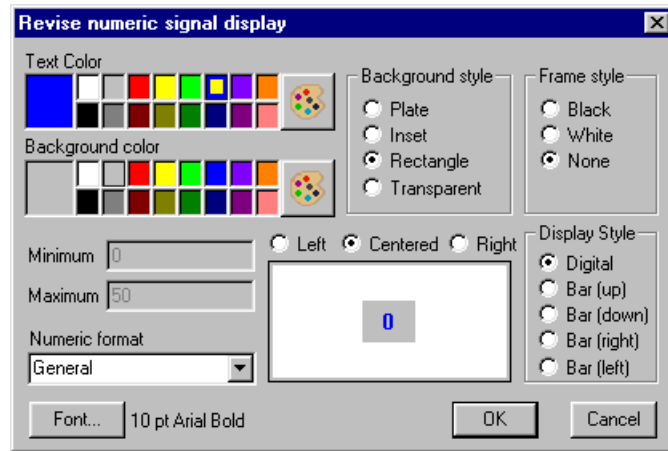 Revise numeric signal display
Text Color
Background color
Background style
Plate
Inset
Rectangle
Transparent
Frame style
Black
White
None
Minimum 0
Maximum 50
Numeric format
General
Left Centered Right
0
Display Style
Digital
Bar (up)
Bar (down)
Bar (right)
Bar (left)
Font... 10 pt Arial Bold
OK
Cancel